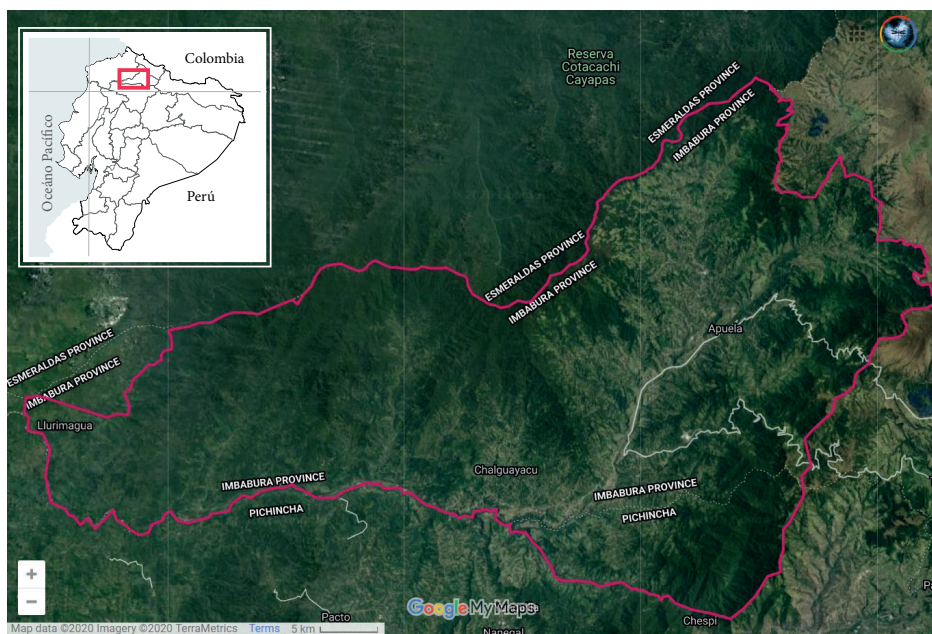 Colombia
Océano Pacífico
Perú
Reserva
Cotacachi
Cayapas
ESMERALDAS PROVINCE
IMBABURA PROVINCE
ESMERALDAS PROVINCE
IMBABURA PROVINCE
ESMERALDAS PROVINCE
IMBABURA PROVINCE
Apuela
Llurimagua
Chalguayacu
IMBABURA PROVINCE
PICHINCHA
IMBABURA PROVINCE
PICHINCHA
+
−
Google My Maps
Pacto
Chespi
Nanegal
Map data ©2020 Imagery ©2020 TerraMetrics Terms 5 km